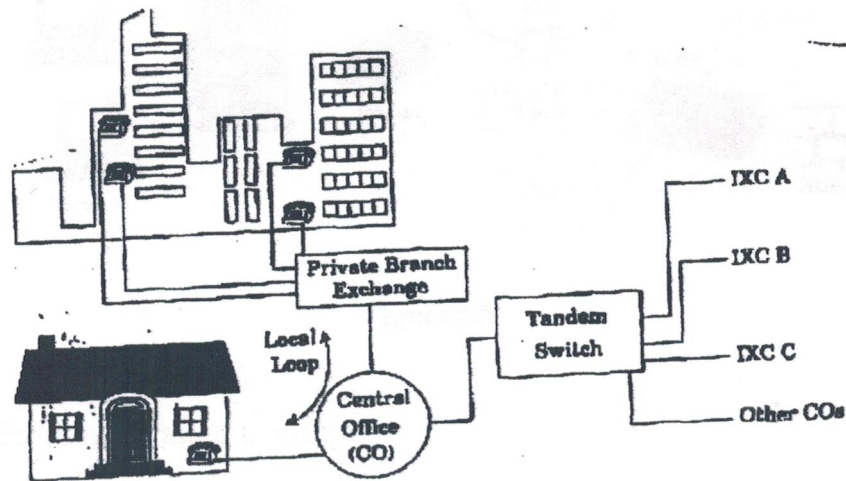 IXC A
IXC B
Private Branch
Exchange
Tandem
Switch
Local
Loop
IXC C
Central
Office
(CO)
Other COs